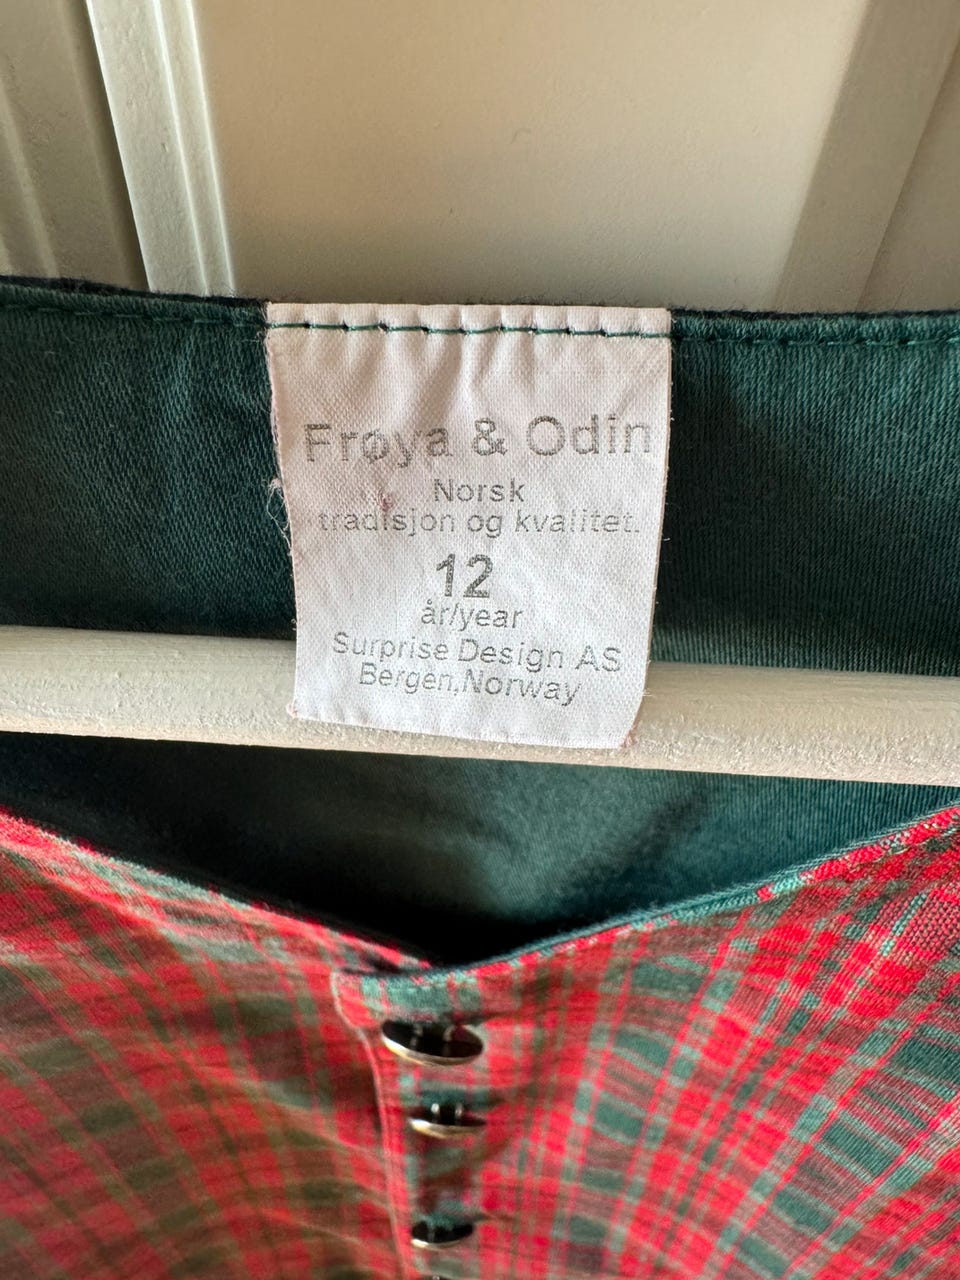 Frøya & Odin
Norsk
tradisjon og kvalitet.
12
år/year
Surprise Design AS
Bergen,Norway